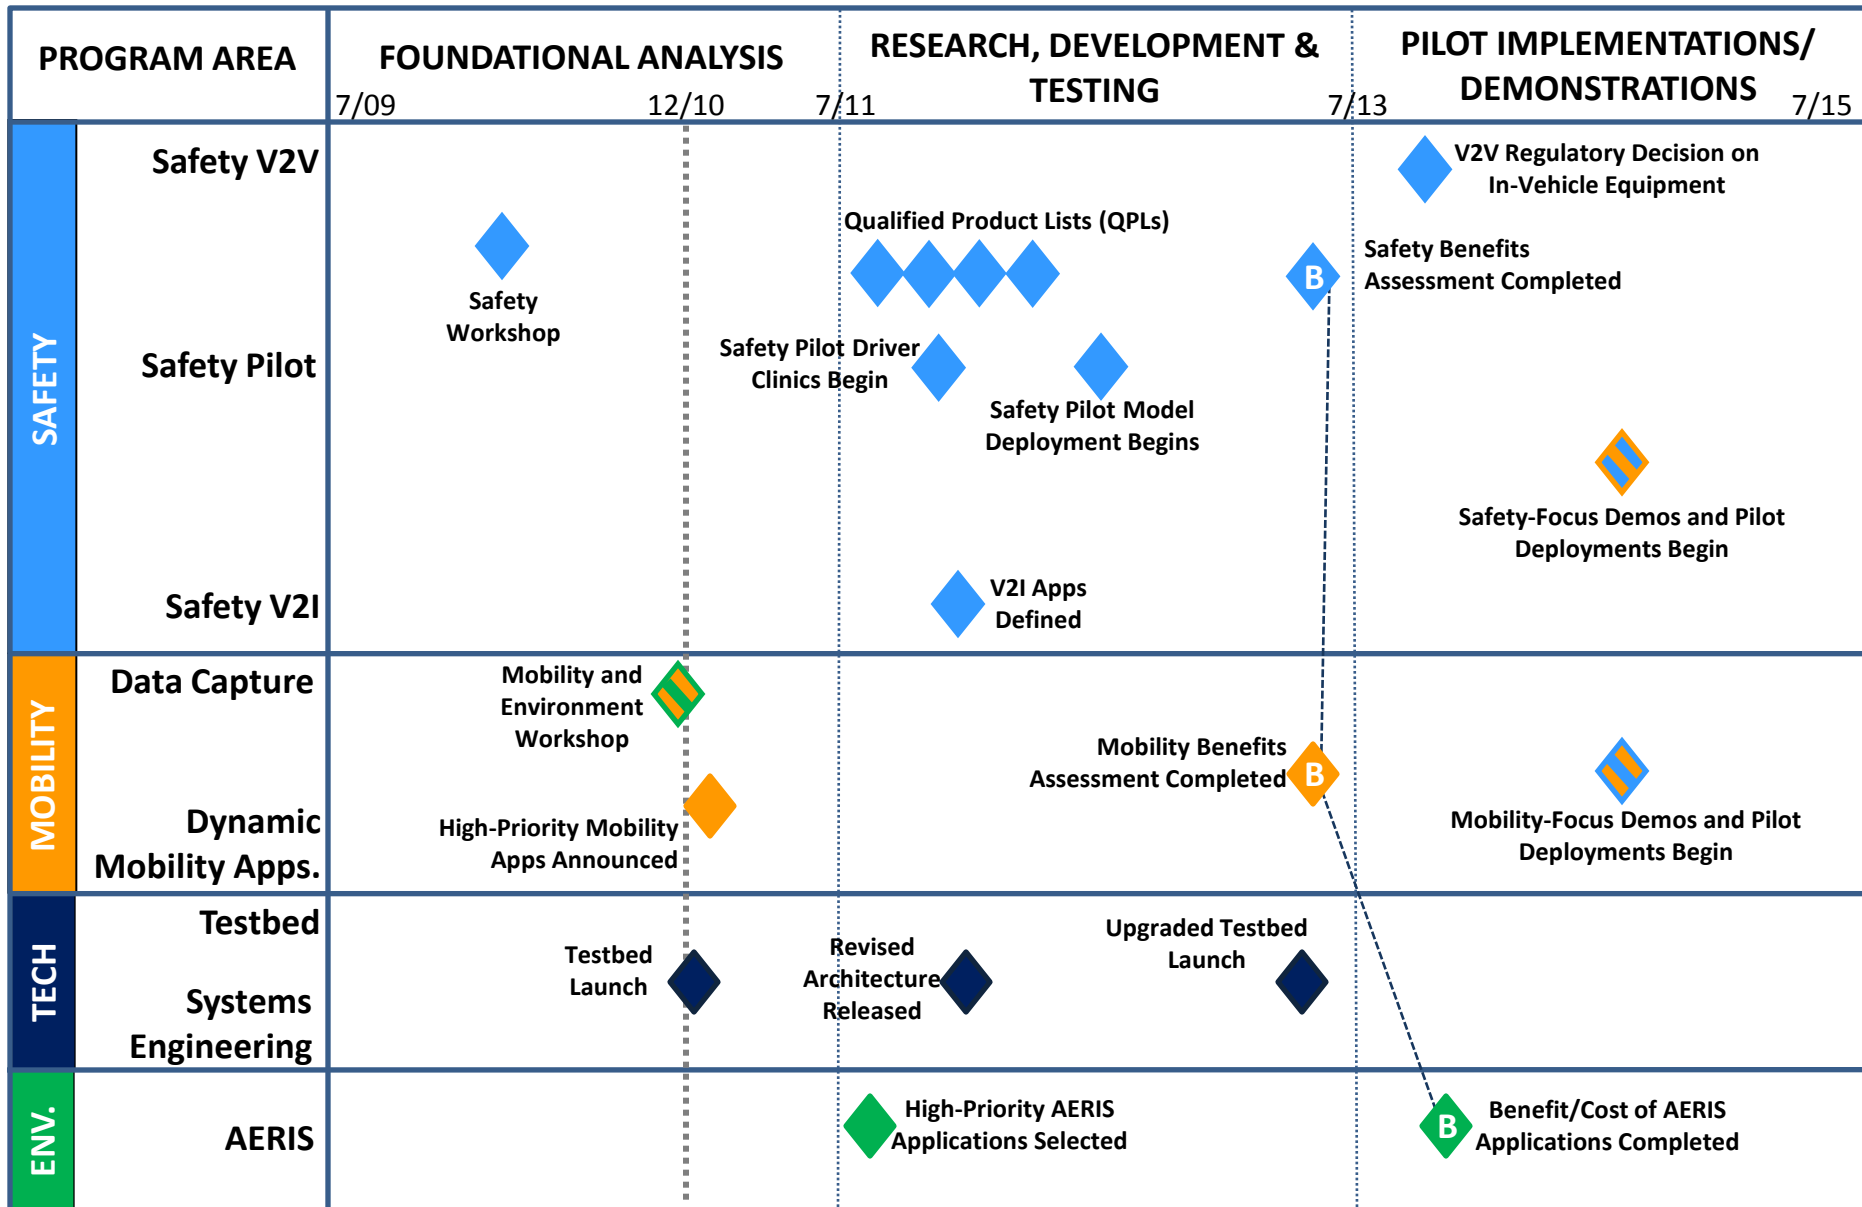 PROGRAM AREA
FOUNDATIONAL ANALYSIS
RESEARCH, DEVELOPMENT &
TESTING
PILOT IMPLEMENTATIONS/
DEMONSTRATIONS
7/09
12/10
7/11
7/13
7/15
SAFETY
Safety V2V
V2V Regulatory Decision on
In-Vehicle Equipment
Safety
Workshop
Qualified Product Lists (QPLs)
B
Safety Benefits
Assessment Completed
Safety Pilot
Safety Pilot Driver
Clinics Begin
Safety Pilot Model
Deployment Begins
Safety-Focus Demos and Pilot
Deployments Begin
Safety V2I
V2I Apps
Defined
MOBILITY
Data Capture
Mobility and
Environment
Workshop
Mobility Benefits
Assessment Completed
B
Dynamic
Mobility Apps.
High-Priority Mobility
Apps Announced
Mobility-Focus Demos and Pilot
Deployments Begin
TECH
Testbed
Systems
Engineering
Testbed
Launch
Revised
Architecture
Released
Upgraded Testbed
Launch
ENV.
AERIS
High-Priority AERIS
Applications Selected
B
Benefit/Cost of AERIS
Applications Completed